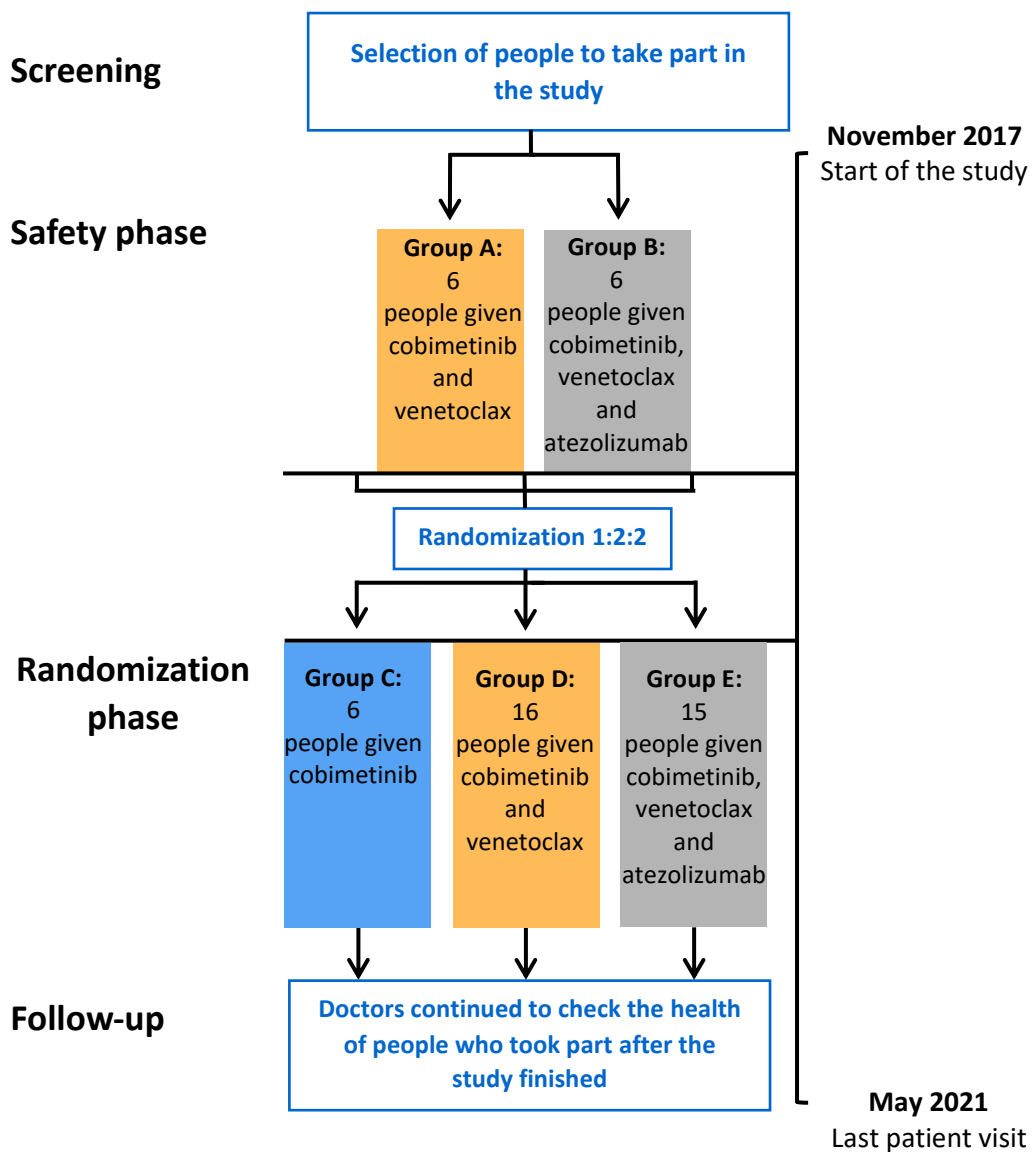 Screening
Selection of people to take part in
the study
November 2017
Start of the study
Safety phase
Group A:
6
people given
cobimetinib
and
venetoclax
Group B:
6
people given
cobimetinib,
venetoclax
and
atezolizumab
Randomization 1:2:2
Randomization
phase
Group C:
6
people given
cobimetinib
Group D:
16
people given
cobimetinib
and
venetoclax
Group E:
15
people given
cobimetinib,
venetoclax
and
atezolizumab
Follow-up
Doctors continued to check the health
of people who took part after the
study finished
May 2021
Last patient visit